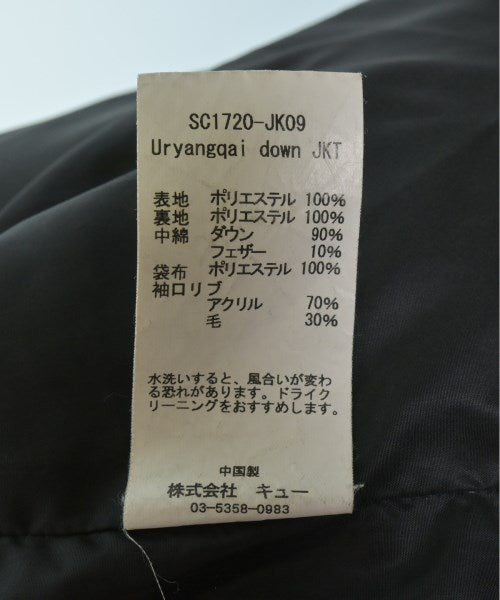 SC1720-JK09
Uryangqai down JKT
表地 ポリエステル 100%
裏地 ポリエステル 100%
中綿 ダウン 90%
フェザー 10%
袋布 ポリエステル 100%
袖口リブ
アクリル 70%
毛 30%
水洗いすると、風合いが変わ
る恐れがあります。ドライク
リーニングをおすすめします。
中国製
株式会社 キュー
03-5358-0983